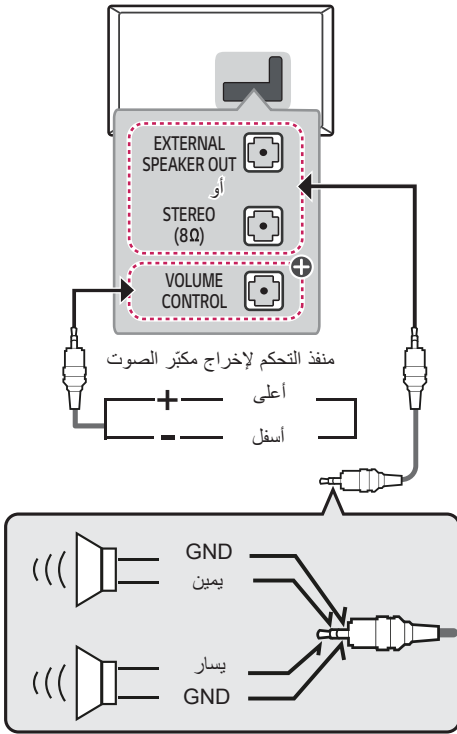 EXTERNAL
SPEAKER OUT
أو
STEREO
(8Ω)
VOLUME
CONTROL
منفذ التحكم لإخراج مكبّر الصوت
أعلى
أسفل
GND
يمين
يسار
GND